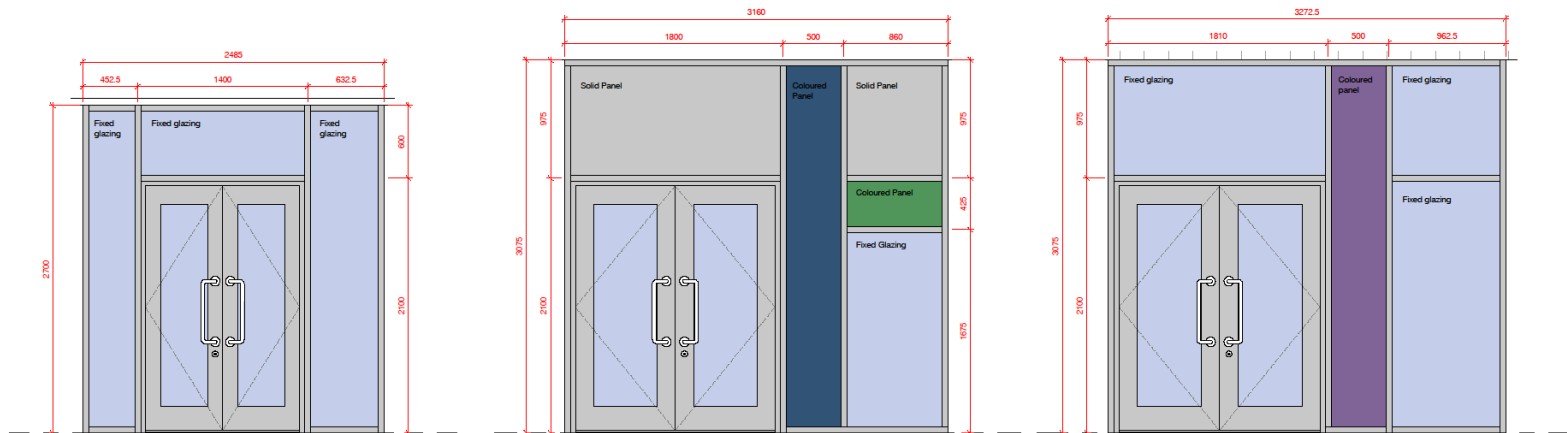 2485
452.5 1400 632.5
Fixed
glazing
Fixed glazing
Fixed
glazing
600
2100
2700
3160
1800 500 860
Solid Panel
Coloured
Panel
Solid Panel
Coloured Panel
Fixed Glazing
975
2100
3075
975
425
1675
3272.5
1810 500 962.5
Fixed glazing
Coloured
panel
Fixed glazing
Fixed glazing
975
2100
3075